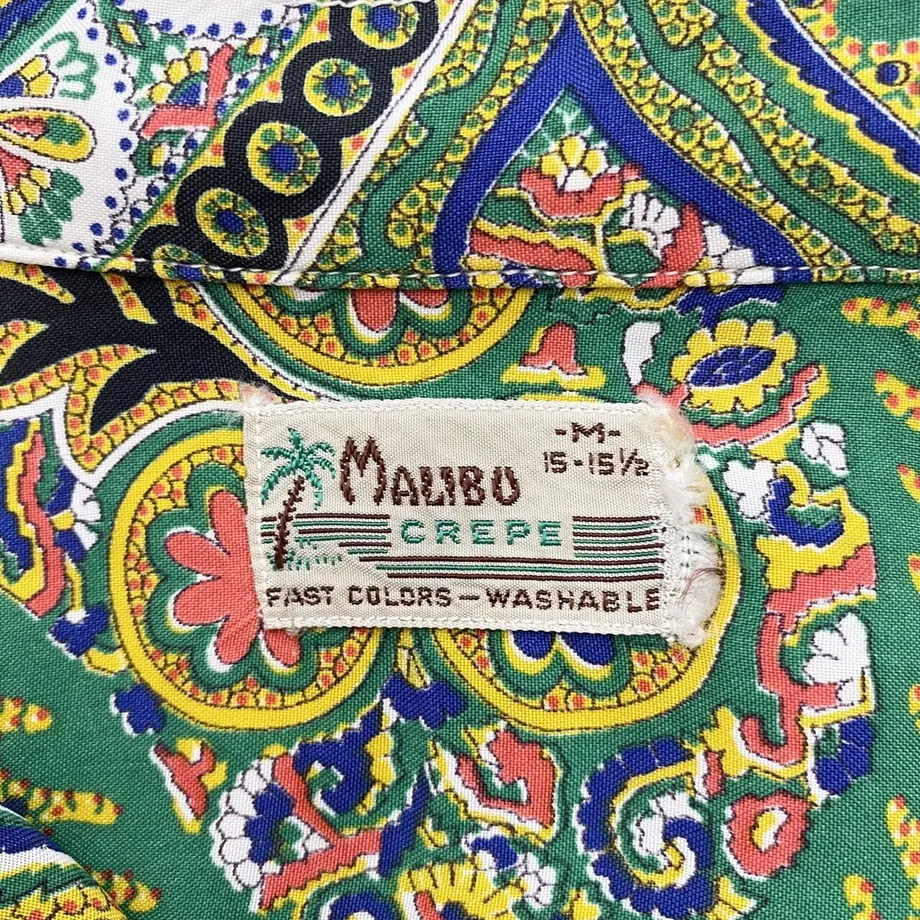 -M-
15-15½
MALIBU
CREPE
FAST COLORS—WASHABLE